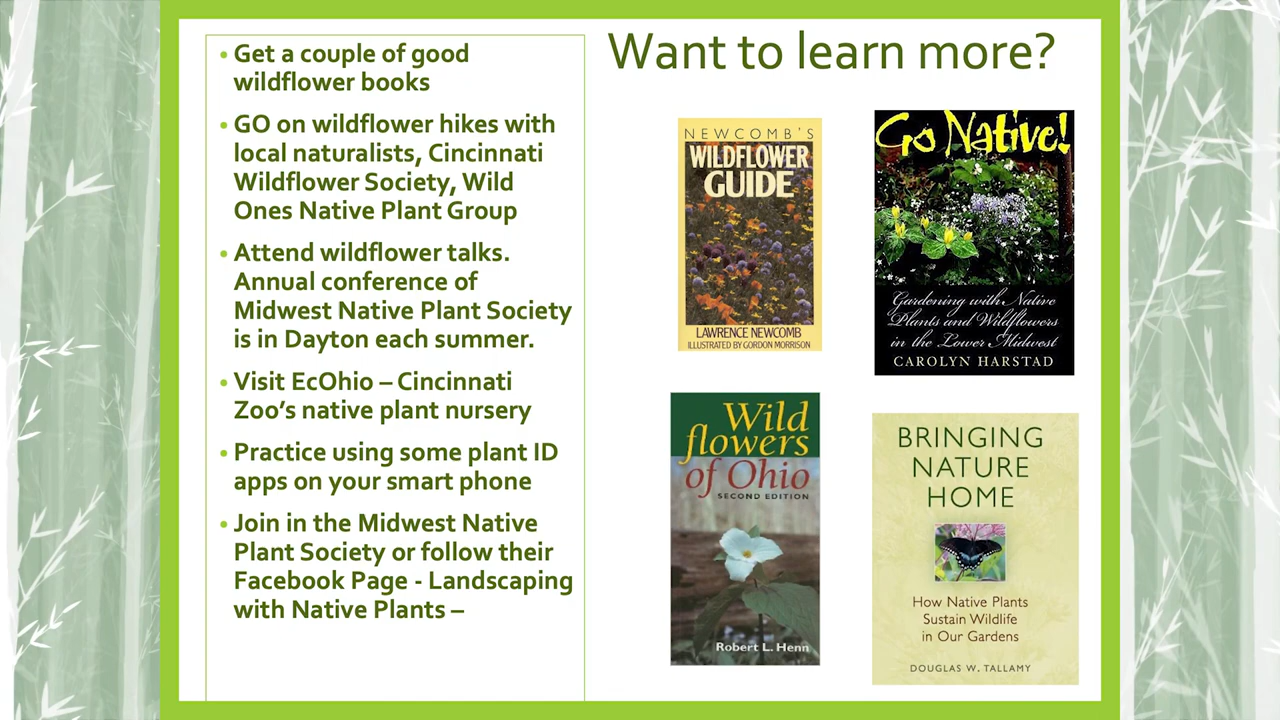 Want to learn more?
• Get a couple of good
wildflower books
• GO on wildflower hikes with
local naturalists, Cincinnati
Wildflower Society, Wild
Ones Native Plant Group
• Attend wildflower talks.
Annual conference of
Midwest Native Plant Society
is in Dayton each summer.
• Visit EcOhio – Cincinnati
Zoo's native plant nursery
• Practice using some plant ID
apps on your smart phone
• Join in the Midwest Native
Plant Society or follow their
Facebook Page - Landscaping
with Native Plants –
NEWCOMB'S
WILDFLOWER
GUIDE
LAWRENCE NEWCOMB
ILLUSTRATED BY GORDON MORRISON
Go Native!
Gardening with Native
Plants and Wildflowers
in the Lower Midwest
CAROLYN HARSTAD
Wild
flowers
of Ohio
SECOND EDITION
Robert L. Henn
BRINGING
NATURE
HOME
How Native Plants
Sustain Wildlife
in Our Gardens
DOUGLAS W. TALLAMY